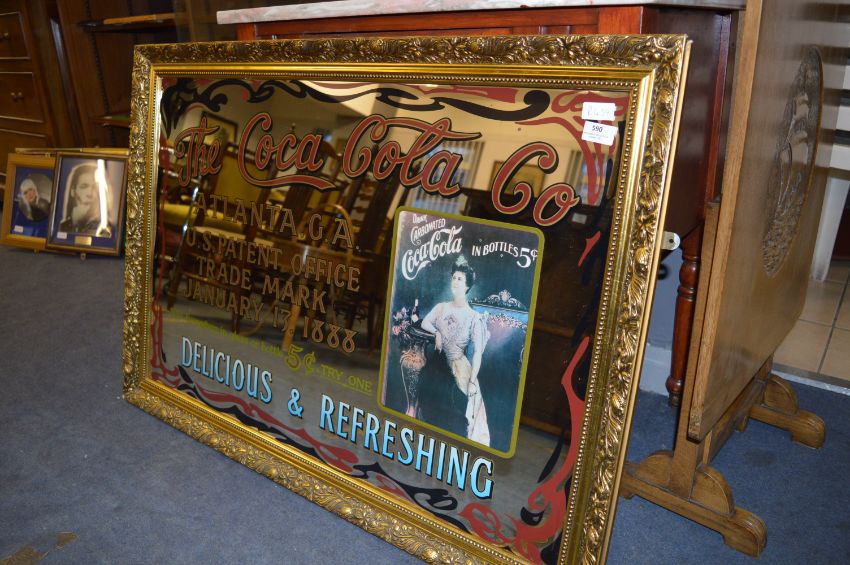 The Coca Cola Co
ATLANTA, G.A.
U.S. PATENT OFFICE
TRADE MARK
JANUARY 17, 1888
5¢ TRY ONE
DELICIOUS & REFRESHING
CARBONATED
Coca-Cola
IN BOTTLES 5¢
590